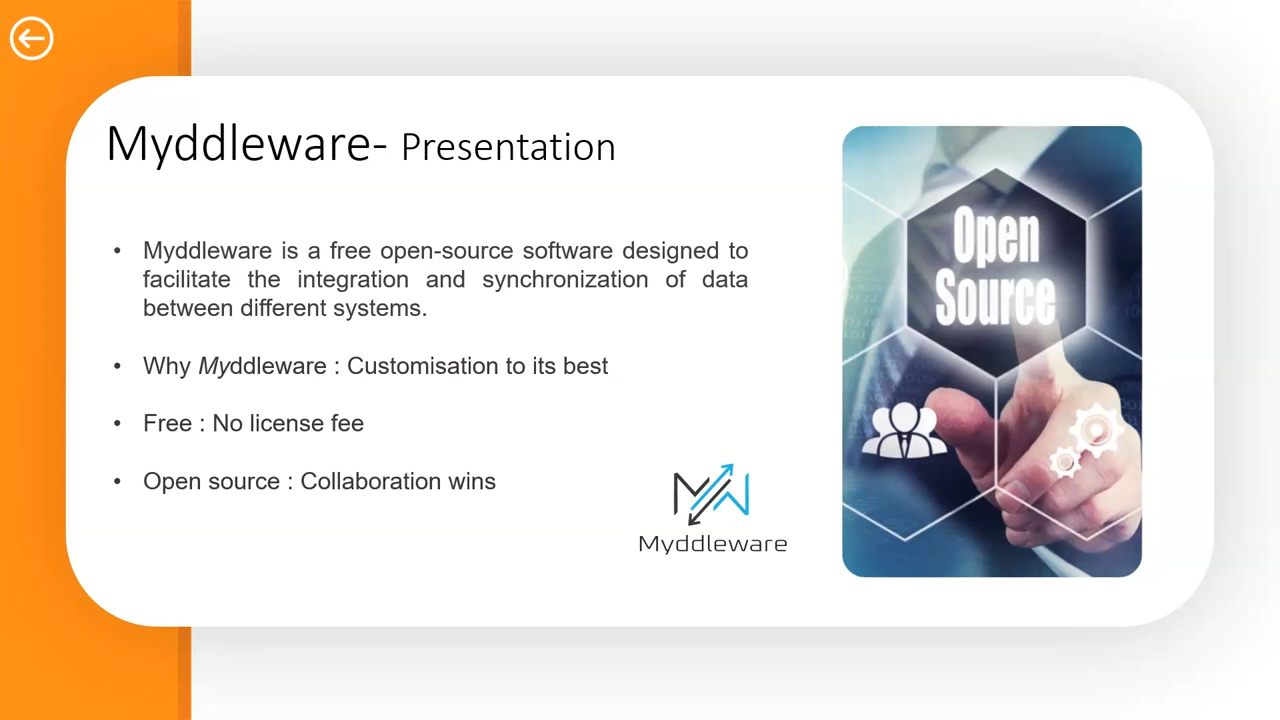 Myddleware- Presentation
• Myddleware is a free open-source software designed to
facilitate the integration and synchronization of data
between different systems.
• Why Myddleware : Customisation to its best
• Free : No license fee
• Open source : Collaboration wins
Myddleware
Open
Source